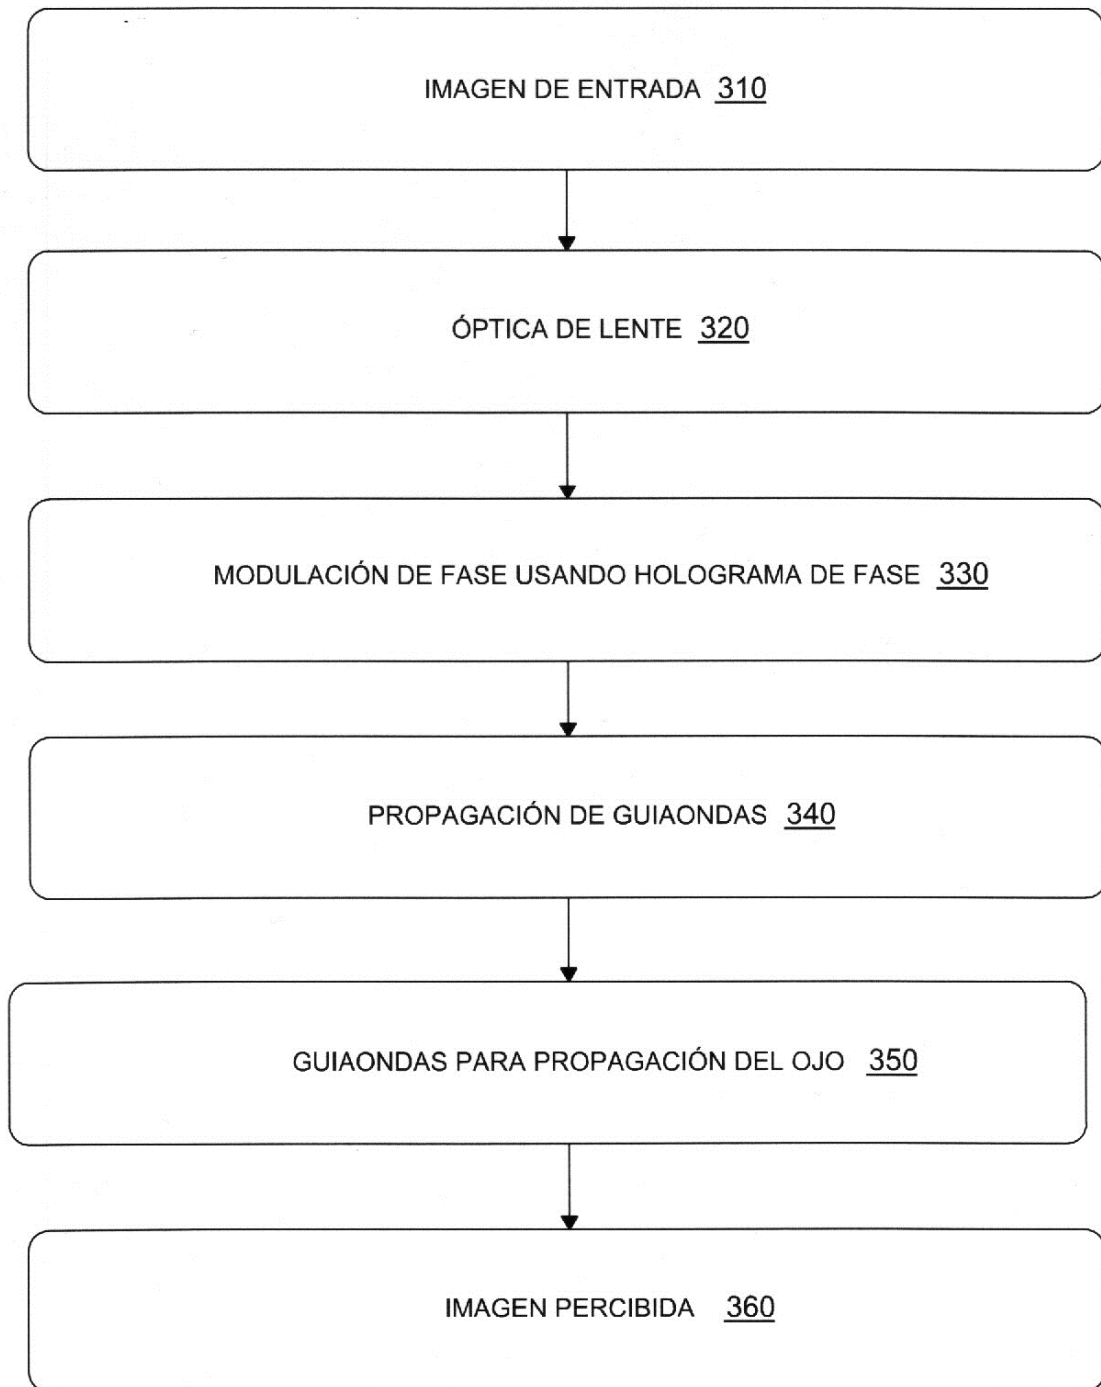 IMAGEN DE ENTRADA 310
ÓPTICA DE LENTE 320
MODULACIÓN DE FASE USANDO HOLOGRAMA DE FASE 330
PROPAGACIÓN DE GUIAONDAS 340
GUIAONDAS PARA PROPAGACIÓN DEL OJO 350
IMAGEN PERCIBIDA 360